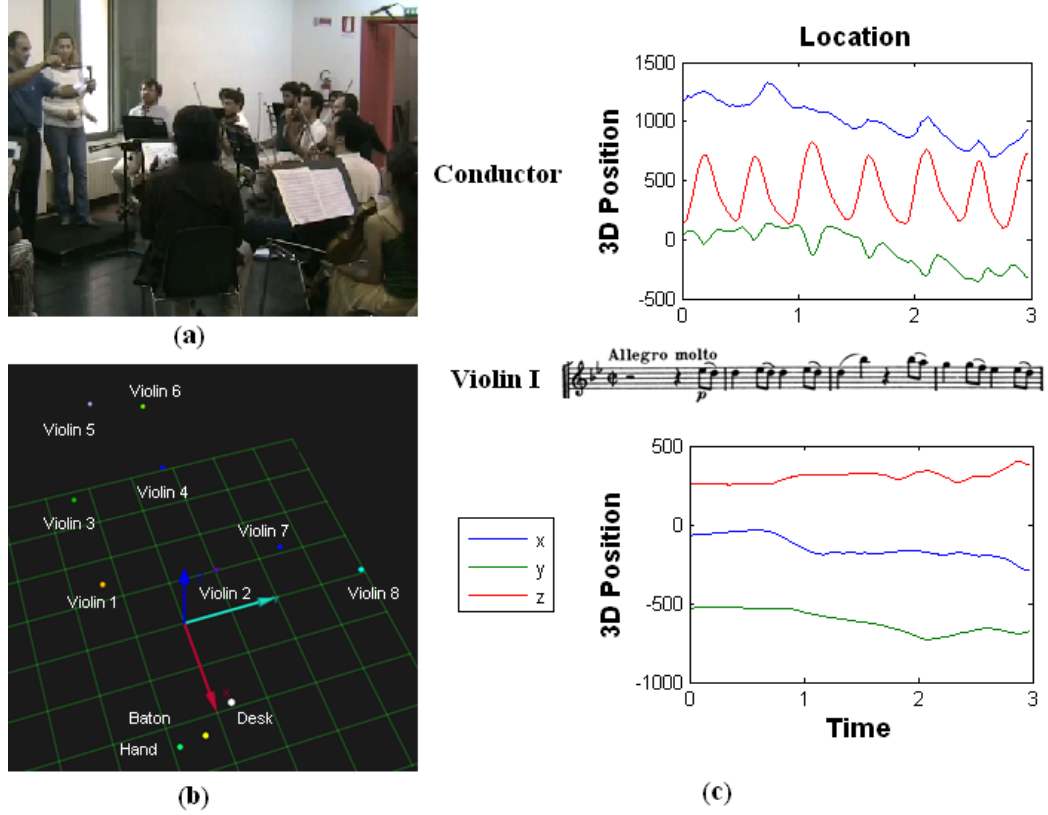 (a)
Violin 6
Violin 5
Violin 4
Violin 3
Violin 7
Violin 1
Violin 2
Violin 8
x
Baton
Desk
Hand
(b)
Location
Conductor
3D Position
1500
1000
500
0
-500
0 1 2 3
Violin I
Allegro molto
p
x
y
z
3D Position
500
0
-500
-1000
0 1 2 3
Time
(c)